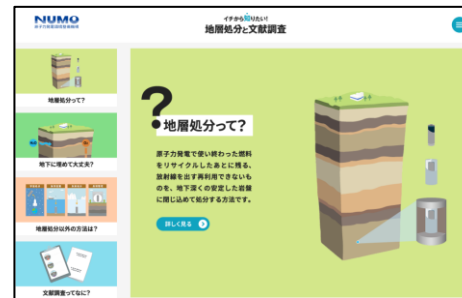 NUMO
原子力発電環境整備機構
イチから知りたい!
地層処分と文献調査
地層処分って?
地下に埋めて大丈夫?
地層処分以外の方法は?
文献調査ってなに?
?
地層処分って?
原子力発電で使い終わった燃料
をリサイクルしたあとに残る、
放射線を出す再利用できないも
のを、地下深くの安定した岩盤
に閉じ込めて処分する方法です。
詳しく見る